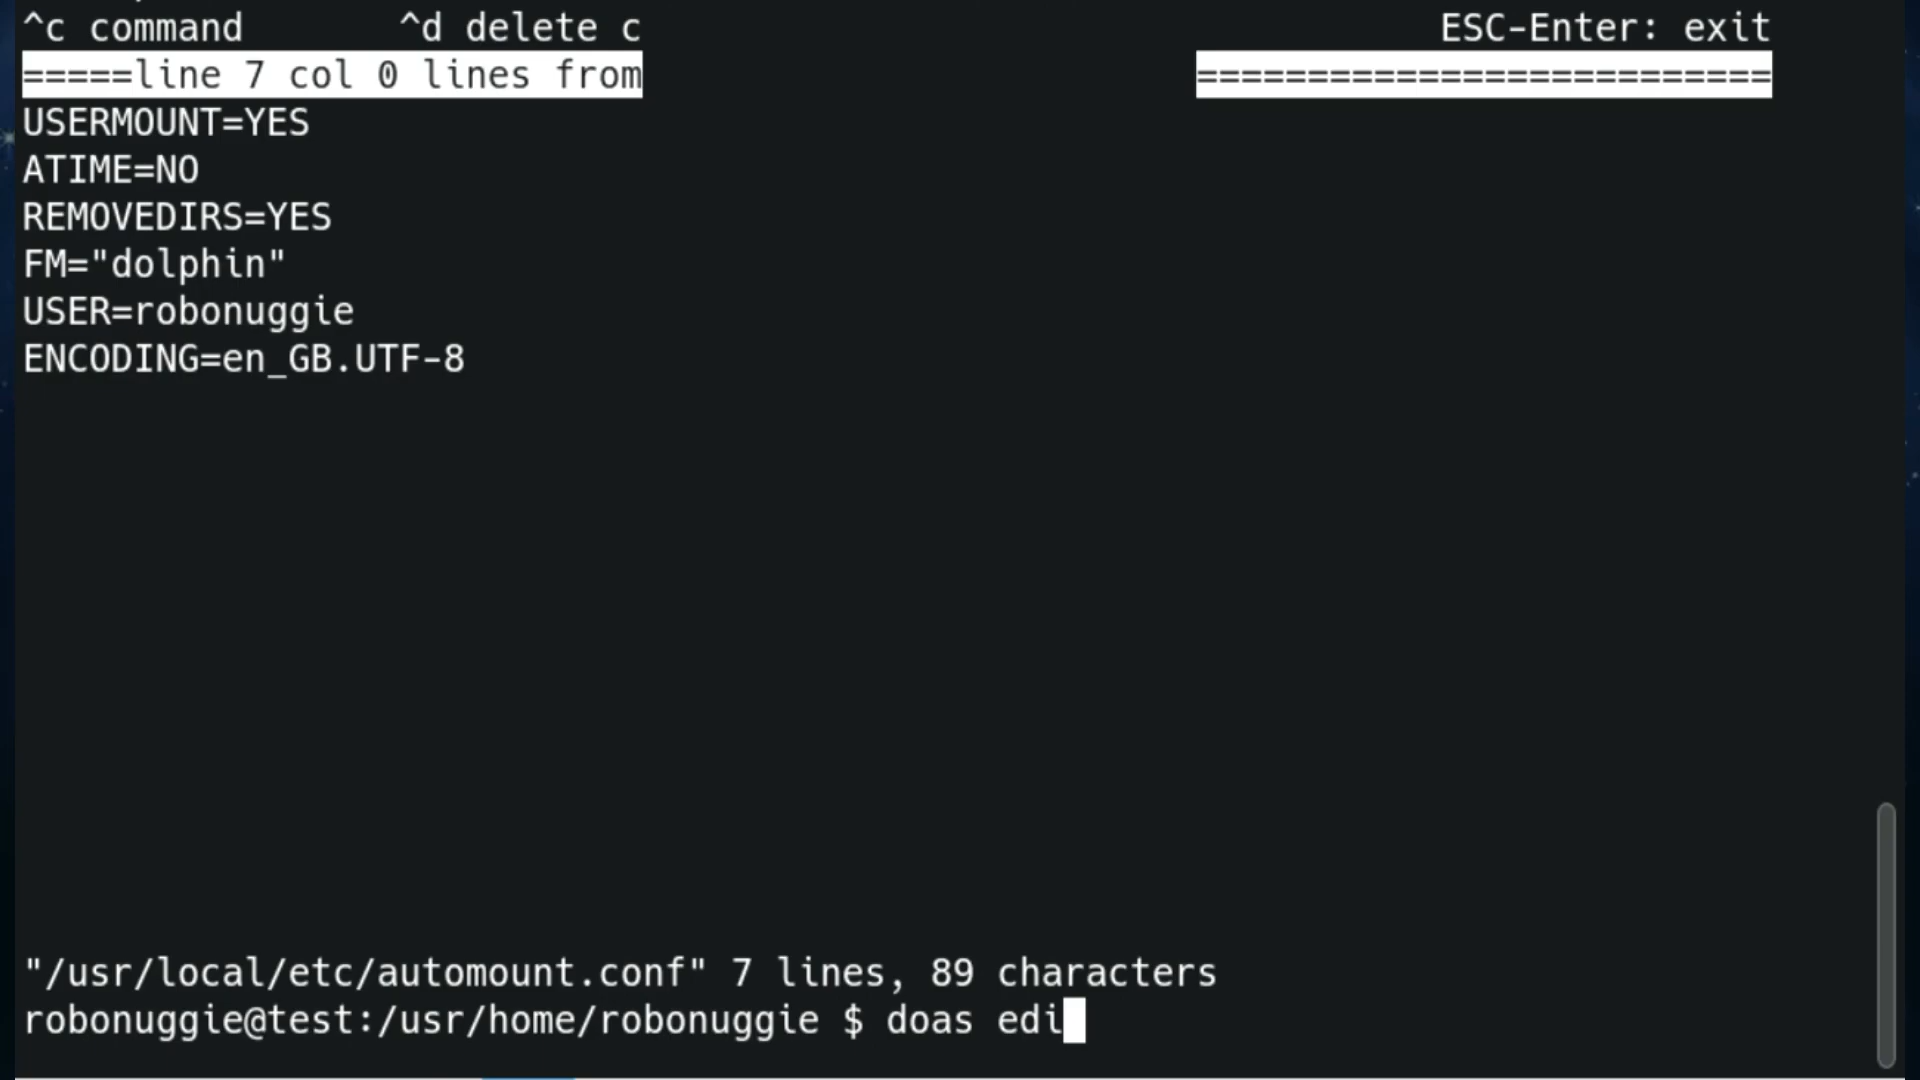 ^c command ^d delete c ESC-Enter: exit
=====line 7 col 0 lines from ==========================
USERMOUNT=YES
ATIME=NO
REMOVEDIRS=YES
FM="dolphin"
USER=robonuggie
ENCODING=en_GB.UTF-8
"/usr/local/etc/automount.conf" 7 lines, 89 characters
robonuggie@test:/usr/home/robonuggie $ doas edi